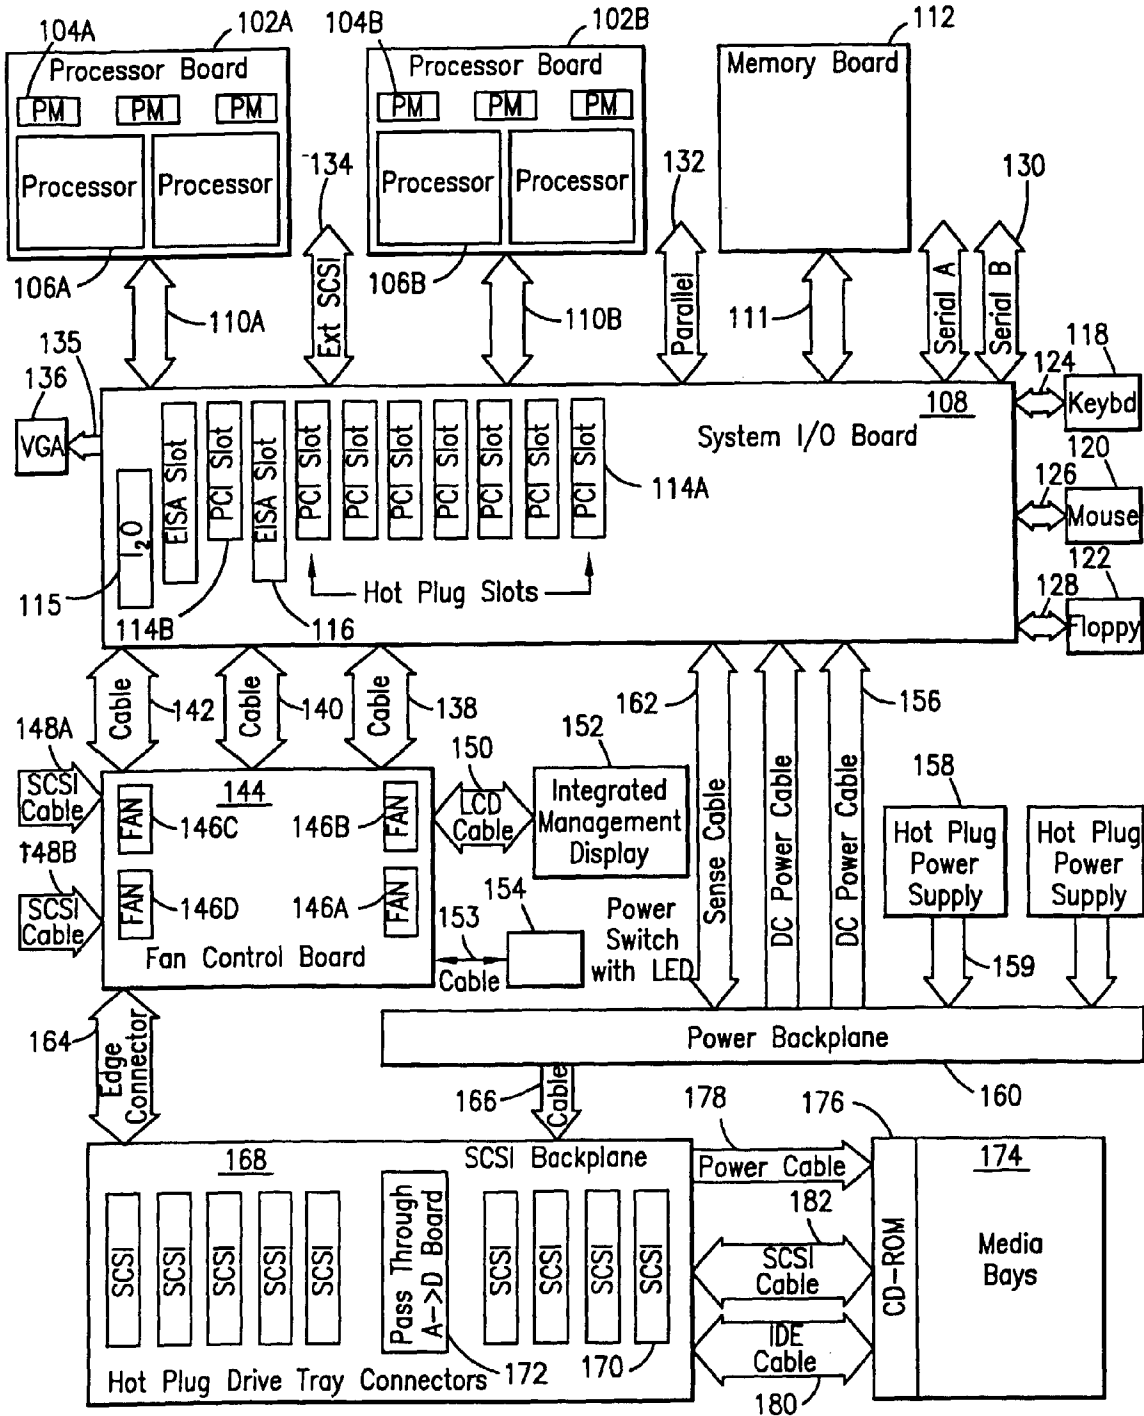 102A
104A
Processor Board
PM PM PM
Processor Processor
106A
110A
134
Ext SCSI
102B
104B
Processor Board
PM PM PM
Processor Processor
106B
110B
132
Parallel
112
Memory Board
111
130
Serial A
Serial B
135
136
VGA
108
System I/O Board
I2O
EISA Slot
PCI Slot
EISA Slot
PCI Slot
PCI Slot
PCI Slot
PCI Slot
PCI Slot
PCI Slot
PCI Slot
114A
Hot Plug Slots
115
114B
116
124
118
Keybd
126
120
Mouse
128
122
Floppy
Cable
142
Cable
140
Cable
138
148A
SCSI
Cable
148B
SCSI
Cable
144
FAN
146C
146B
FAN
FAN
146D
146A
FAN
Fan Control Board
150
LCD
Cable
152
Integrated
Management
Display
153
Cable
154
Power
Switch
with LED
162
Sense Cable
DC Power Cable
DC Power Cable
156
158
Hot Plug
Power
Supply
Hot Plug
Power
Supply
159
Power Backplane
160
164
Edge
Connector
166
Cable
168
SCSI Backplane
SCSI
SCSI
SCSI
SCSI
SCSI
Pass Through
A->D Board
SCSI
SCSI
SCSI
SCSI
172
170
Hot Plug Drive Tray Connectors
178
Power Cable
182
SCSI
Cable
IDE
Cable
180
176
CD-ROM
174
Media
Bays